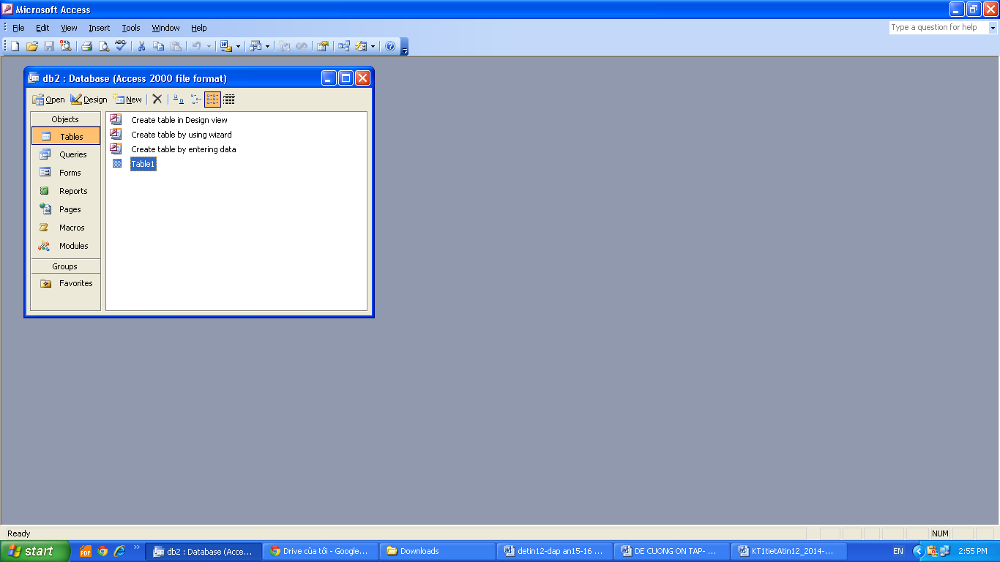 Microsoft Access
File Edit View Insert Tools Window Help
Type a question for help
db2 : Database (Access 2000 file format)
Open Design New
Objects
Tables
Queries
Forms
Reports
Pages
Macros
Modules
Groups
Favorites
Create table in Design view
Create table by using wizard
Create table by entering data
Table1
Ready
NUM
start
PDF
db2 : Database (Acce...
Drive của tôi - Google...
Downloads
detin12-dap an15-16 ...
DE CUONG ON TAP- ...
KT1tietAtin12_2014-...
EN
2:55 PM